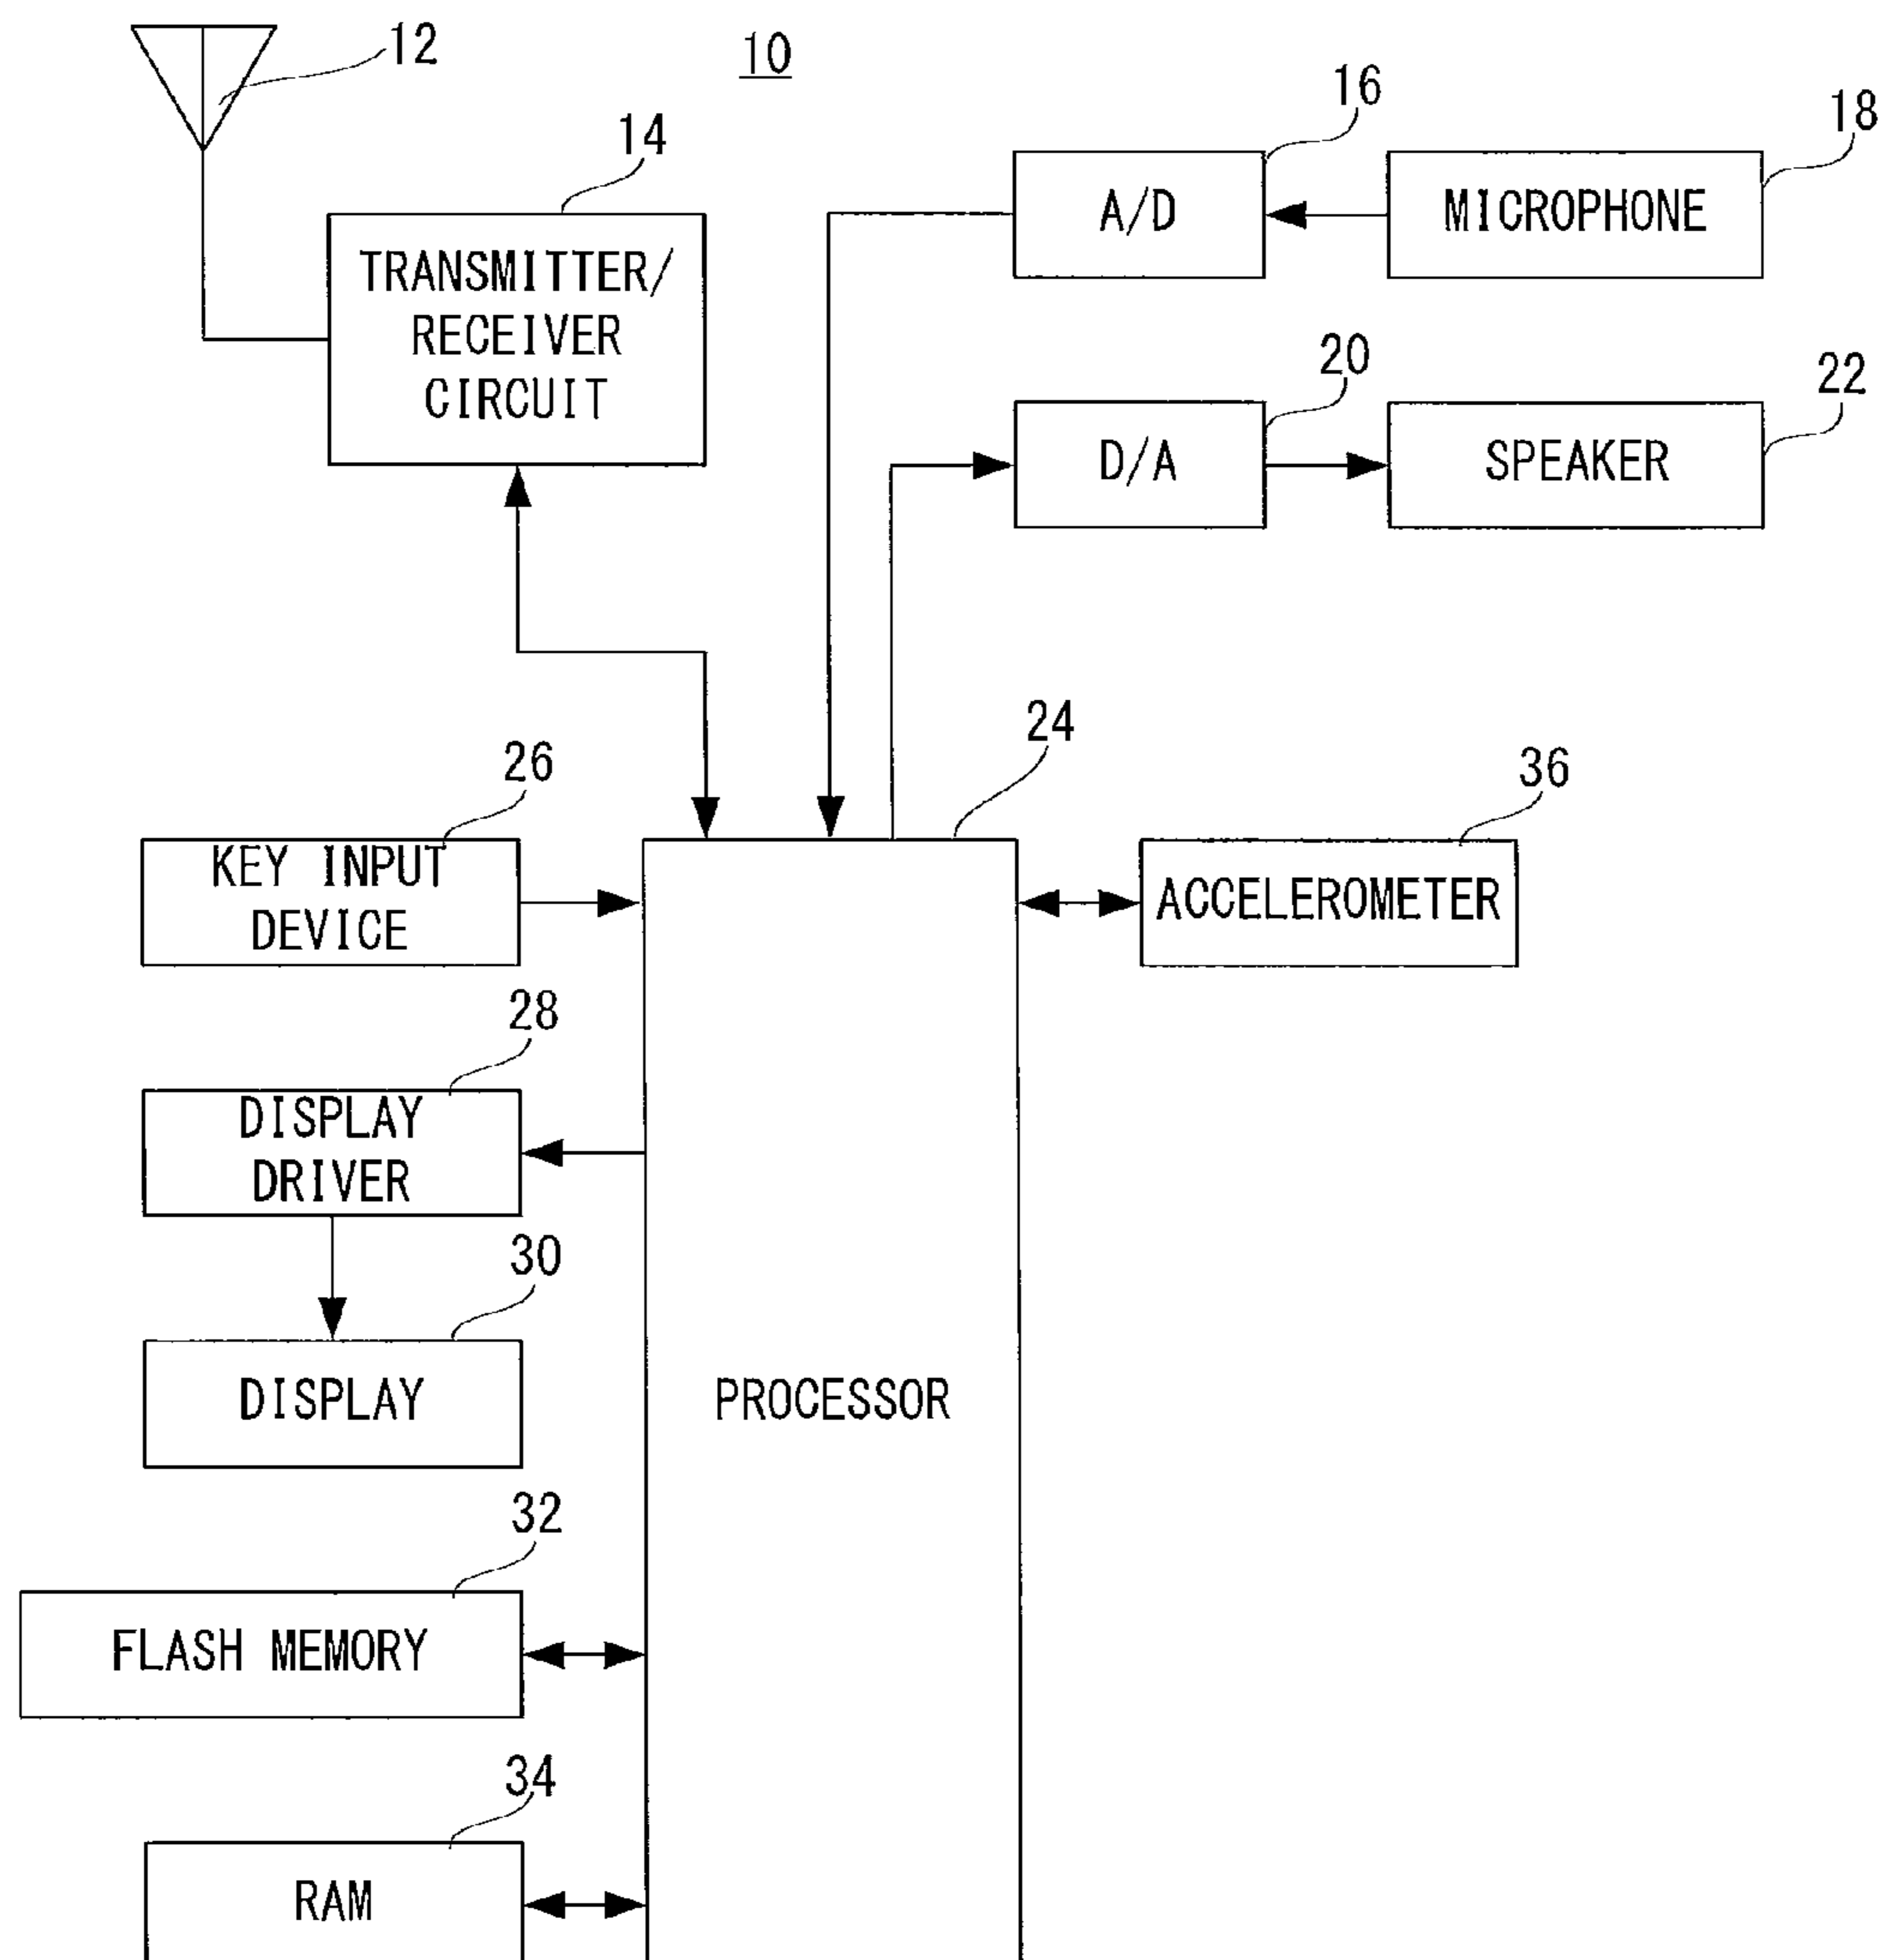 12
10
16
18
14
A/D
MICROPHONE
TRANSMITTER/
RECEIVER
CIRCUIT
20
22
D/A
SPEAKER
24
26
36
KEY INPUT
DEVICE
ACCELEROMETER
28
DISPLAY
DRIVER
30
DISPLAY
PROCESSOR
32
FLASH MEMORY
34
RAM